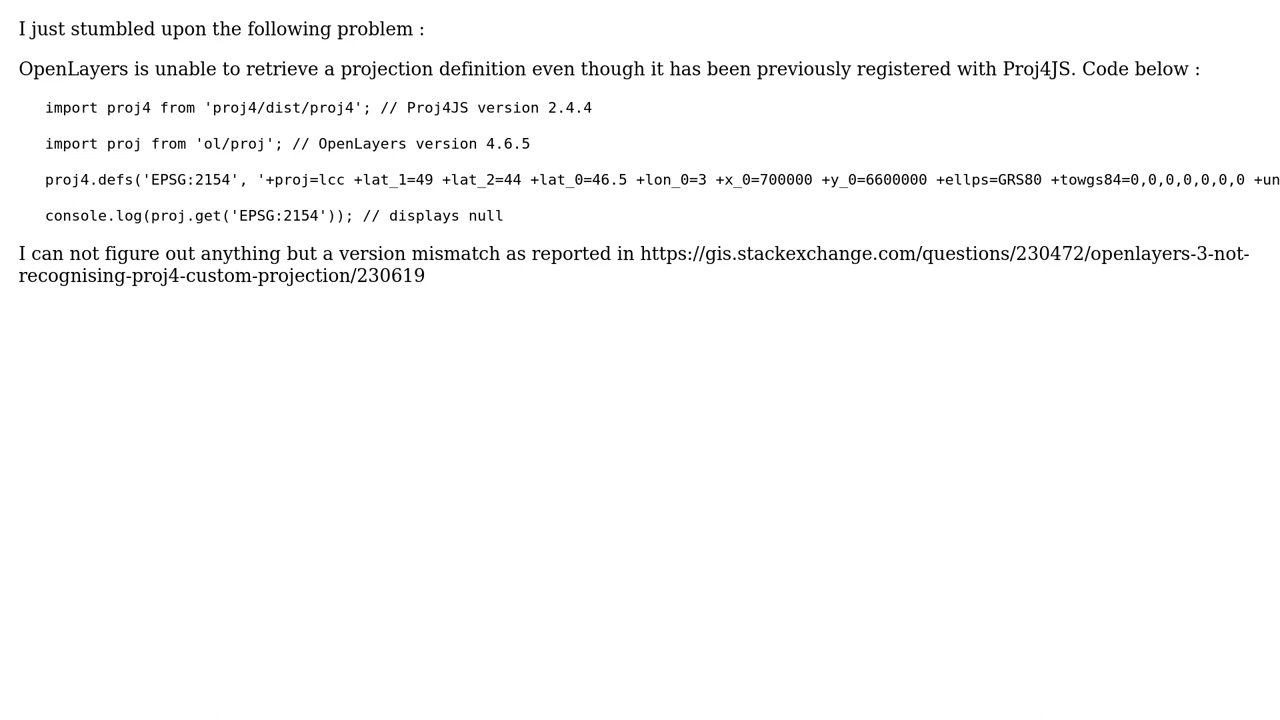 I just stumbled upon the following problem :
OpenLayers is unable to retrieve a projection definition even though it has been previously registered with Proj4JS. Code below :
import proj4 from 'proj4/dist/proj4'; // Proj4JS version 2.4.4
import proj from 'ol/proj'; // OpenLayers version 4.6.5
proj4.defs('EPSG:2154', '+proj=lcc +lat_1=49 +lat_2=44 +lat_0=46.5 +lon_0=3 +x_0=700000 +y_0=6600000 +ellps=GRS80 +towgs84=0,0,0,0,0,0,0 +un
console.log(proj.get('EPSG:2154')); // displays null
I can not figure out anything but a version mismatch as reported in https://gis.stackexchange.com/questions/230472/openlayers-3-not-
recognising-proj4-custom-projection/230619